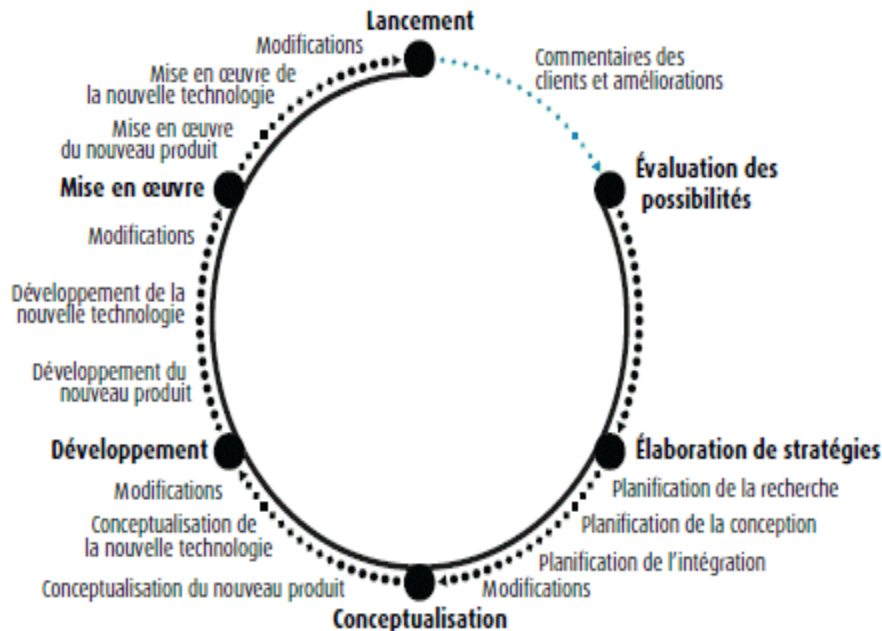 Lancement
Modifications
Commentaires des
clients et améliorations
Mise en œuvre de
la nouvelle technologie
Mise en œuvre
du nouveau produit
Évaluation des
possibilités
Mise en œuvre
Modifications
Développement de la
nouvelle technologie
Développement du
nouveau produit
Développement
Élaboration de stratégies
Modifications
Planification de la recherche
Conceptualisation de
la nouvelle technologie
Planification de la conception
Planification de l'intégration
Conceptualisation du nouveau produit
Modifications
Conceptualisation